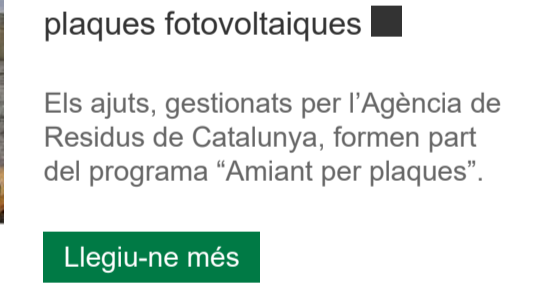 plaques fotovoltaiques
Els ajuts, gestionats per l’Agència de
Residus de Catalunya, formen part
del programa “Amiant per plaques”.
Llegiu-ne més